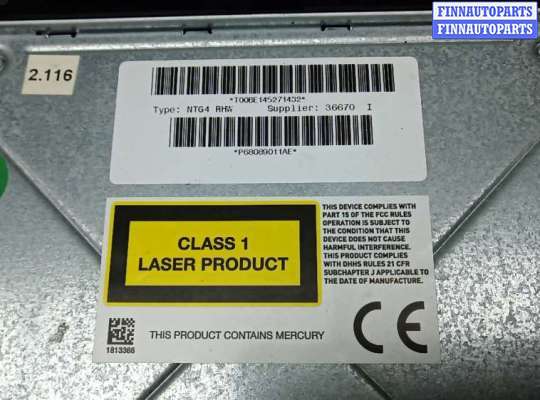 FINNAUTOPARTS
FINNAUTOPARTS
2.116
*T00BE145271432*
Type: NTG4 RHW Supplier: 36670 I
*P68089011AE*
CLASS 1
LASER PRODUCT
THIS DEVICE COMPLIES WITH
PART 15 OF THE FCC RULES
OPERATION IS SUBJECT TO
THE CONDITION THAT THIS
DEVICE DOES NOT CAUSE
HARMFUL INTERFERENCE.
THIS PRODUCT COMPLIES
WITH DHHS RULES 21 CFR
SUBCHAPTER J APPLICABLE TO
THE DATE OF MANUFACTURE.
THIS PRODUCT CONTAINS MERCURY
CE
1813366